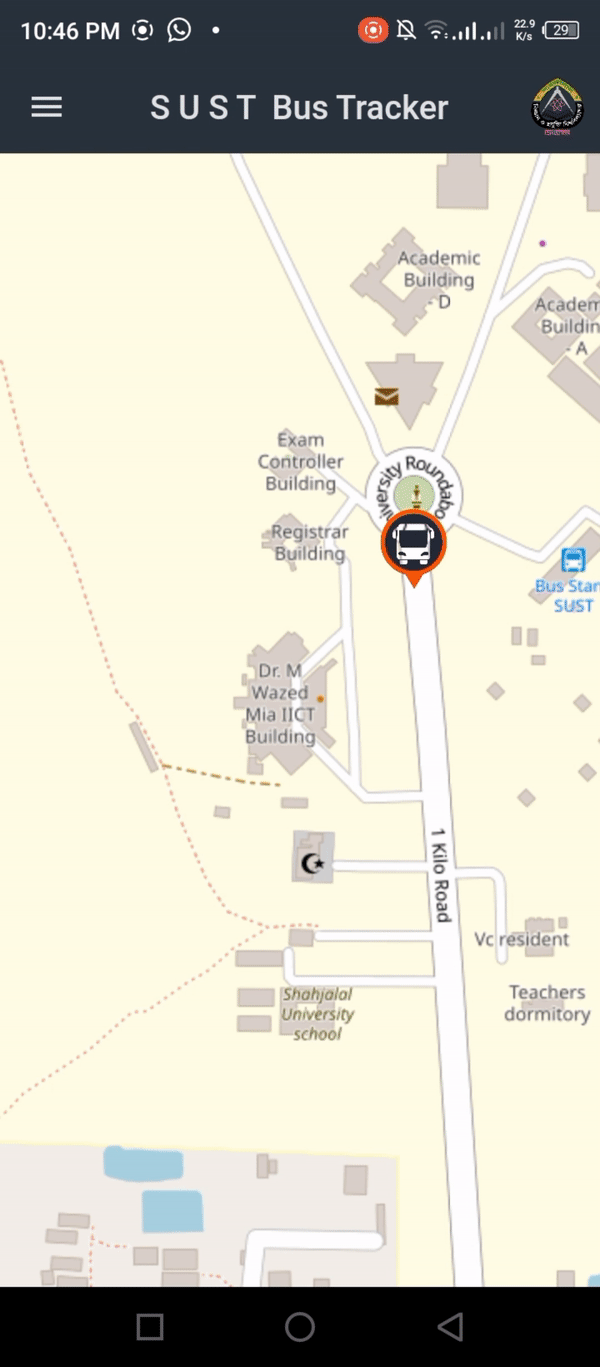 10:46 PM
22.9
K/s
29
S U S T Bus Tracker
Academic
Building
- D
Academ
Buildin
- A
Exam
Controller
Building
iversity Roundabo
Registrar
Building
Bus Stan
SUST
Dr. M
Wazed
Mia IICT
Building
1 Kilo Road
Vc resident
Teachers
dormitory
Shahjalal
University
school